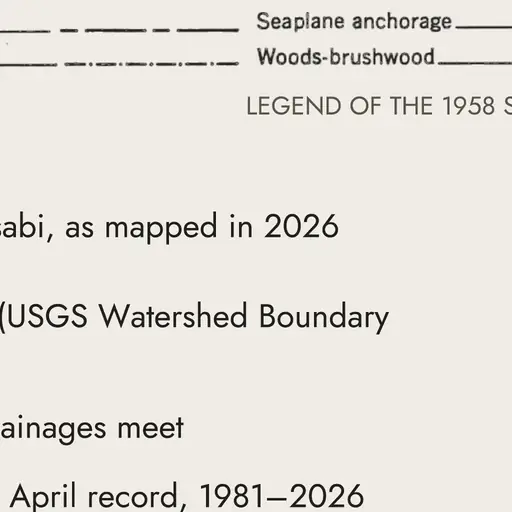 Seaplane anchorage
Woods-brushwood
LEGEND OF THE 1958 S
sabi, as mapped in 2026
(USGS Watershed Boundary
ainages meet
April record, 1981–2026